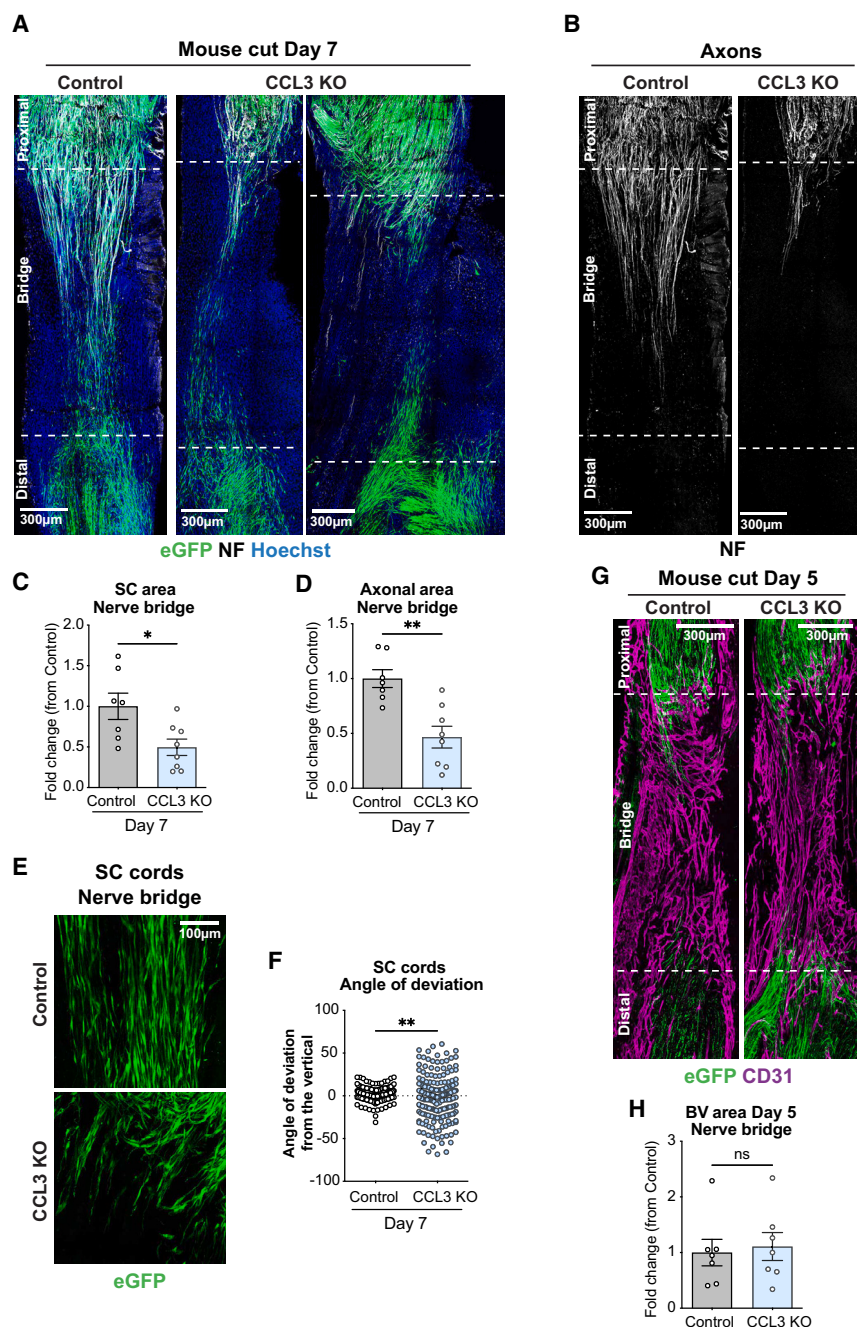 A
Mouse cut Day 7
Control
CCL3 KO
Proximal
Bridge
Distal
300µm
300µm
300µm
eGFP NF Hoechst
B
Axons
Control
CCL3 KO
Proximal
Bridge
Distal
300µm
300µm
NF
C
SC area
Nerve bridge
Fold change (from Control)
2.0
1.5
1.0
0.5
0
*
Control
CCL3 KO
Day 7
D
Axonal area
Nerve bridge
Fold change (from Control)
1.5
1.0
0.5
0.0
**
Control
CCL3 KO
Day 7
E
SC cords
Nerve bridge
Control
100µm
CCL3 KO
eGFP
F
SC cords
Angle of deviation
Angle of deviation
from the vertical
100
50
0
-50
-100
**
Control
CCL3 KO
Day 7
G
Mouse cut Day 5
Control
CCL3 KO
300µm
300µm
Proximal
Bridge
Distal
eGFP CD31
H
BV area Day 5
Nerve bridge
Fold change (from Control)
3
2
1
0
ns
Control
CCL3 KO